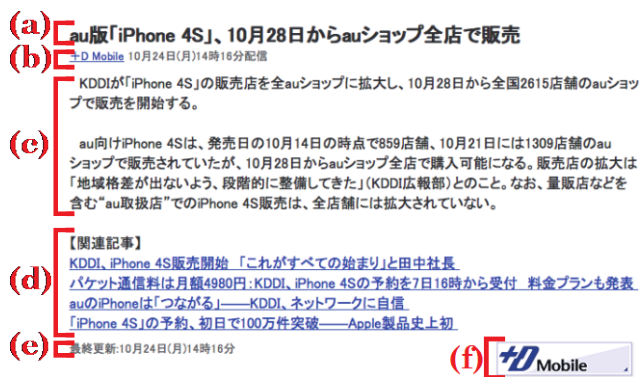 (a)
au版「iPhone 4S」、10月28日からauショップ全店で販売
(b)
+D Mobile 10月24日(月)14時16分配信
KDDIが「iPhone 4S」の販売店を全auショップに拡大し、10月28日から全国2615店舗のauショッ
プで販売を開始する。
(c)
au向けiPhone 4Sは、発売日の10月14日の時点で859店舗、10月21日には1309店舗のau
ショップで販売されていたが、10月28日からauショップ全店で購入可能になる。販売店の拡大は
「地域格差が出ないよう、段階的に整備してきた」(KDDI広報部)とのこと。なお、量販店などを
含む“au取扱店”でのiPhone 4S販売は、全店舗には拡大されていない。
(d)
【関連記事】
KDDI、iPhone 4S販売開始 「これがすべての始まり」と田中社長
パケット通信料は月額4980円:KDDI、iPhone 4Sの予約を7日16時から受付 料金プランも発表
auのiPhoneは「つながる」――KDDI、ネットワークに自信
「iPhone 4S」の予約、初日で100万件突破――Apple製品史上初
(e)
最終更新:10月24日(月)14時16分
(f)
+D Mobile